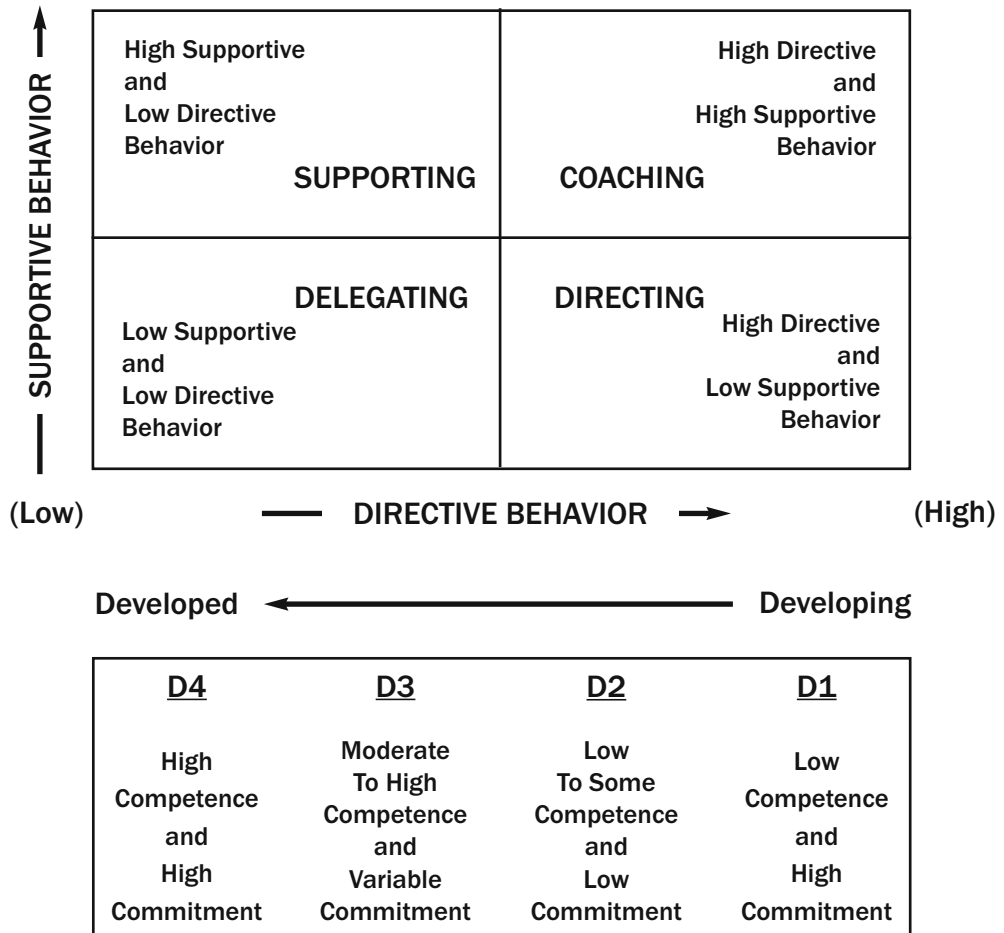 SUPPORTIVE BEHAVIOR
High Supportive
and
Low Directive
Behavior
SUPPORTING
High Directive
and
High Supportive
Behavior
COACHING
DELEGATING
Low Supportive
and
Low Directive
Behavior
DIRECTING
High Directive
and
Low Supportive
Behavior
(Low)
DIRECTIVE BEHAVIOR
(High)
Developed
Developing
D4
High
Competence
and
High
Commitment
D3
Moderate
To High
Competence
and
Variable
Commitment
D2
Low
To Some
Competence
and
Low
Commitment
D1
Low
Competence
and
High
Commitment